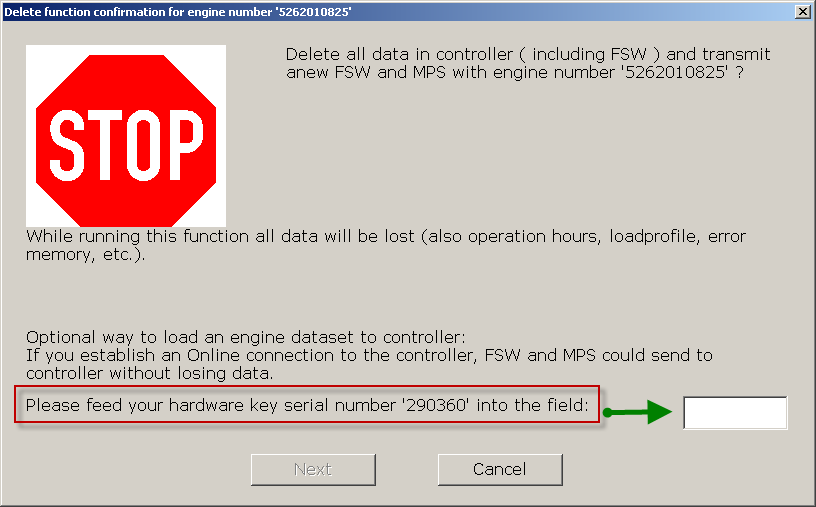 Delete function confirmation for engine number '5262010825'
Delete all data in controller ( including FSW ) and transmit
anew FSW and MPS with engine number '5262010825' ?
STOP
While running this function all data will be lost (also operation hours, loadprofile, error
memory, etc.).
Optional way to load an engine dataset to controller:
If you establish an Online connection to the controller, FSW and MPS could send to
controller without losing data.
Please feed your hardware key serial number '290360' into the field:
Next
Cancel